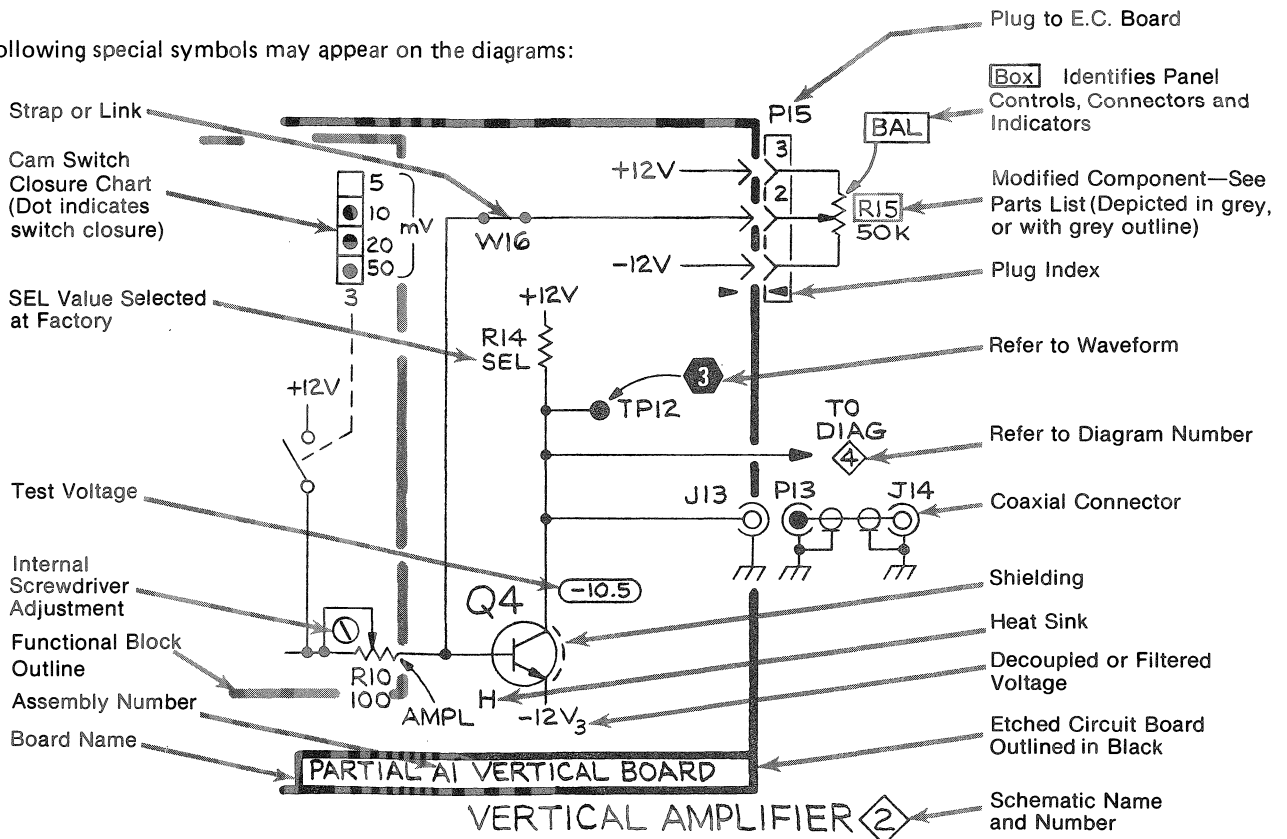 ollowing special symbols may appear on the diagrams:
Plug to E.C. Board
Box Identifies Panel
Controls, Connectors and
Indicators
Modified Component—See
Parts List (Depicted in grey,
or with grey outline)
Plug Index
Refer to Waveform
Refer to Diagram Number
Coaxial Connector
Shielding
Heat Sink
Decoupled or Filtered
Voltage
Etched Circuit Board
Outlined in Black
Schematic Name
and Number
Strap or Link
Cam Switch
Closure Chart
(Dot indicates
switch closure)
SEL Value Selected
at Factory
Test Voltage
Internal
Screwdriver
Adjustment
Functional Block
Outline
Assembly Number
Board Name
5
10
20
50
mV
3
+12V
W16
+12V
-12V
P15
3
2
BAL
R15
50K
+12V
R14
SEL
3
TP12
TO
DIAG
4
J13
P13
J14
-10.5
Q4
R10
100
AMPL
H
-12V3
PARTIAL A1 VERTICAL BOARD
VERTICAL AMPLIFIER 2